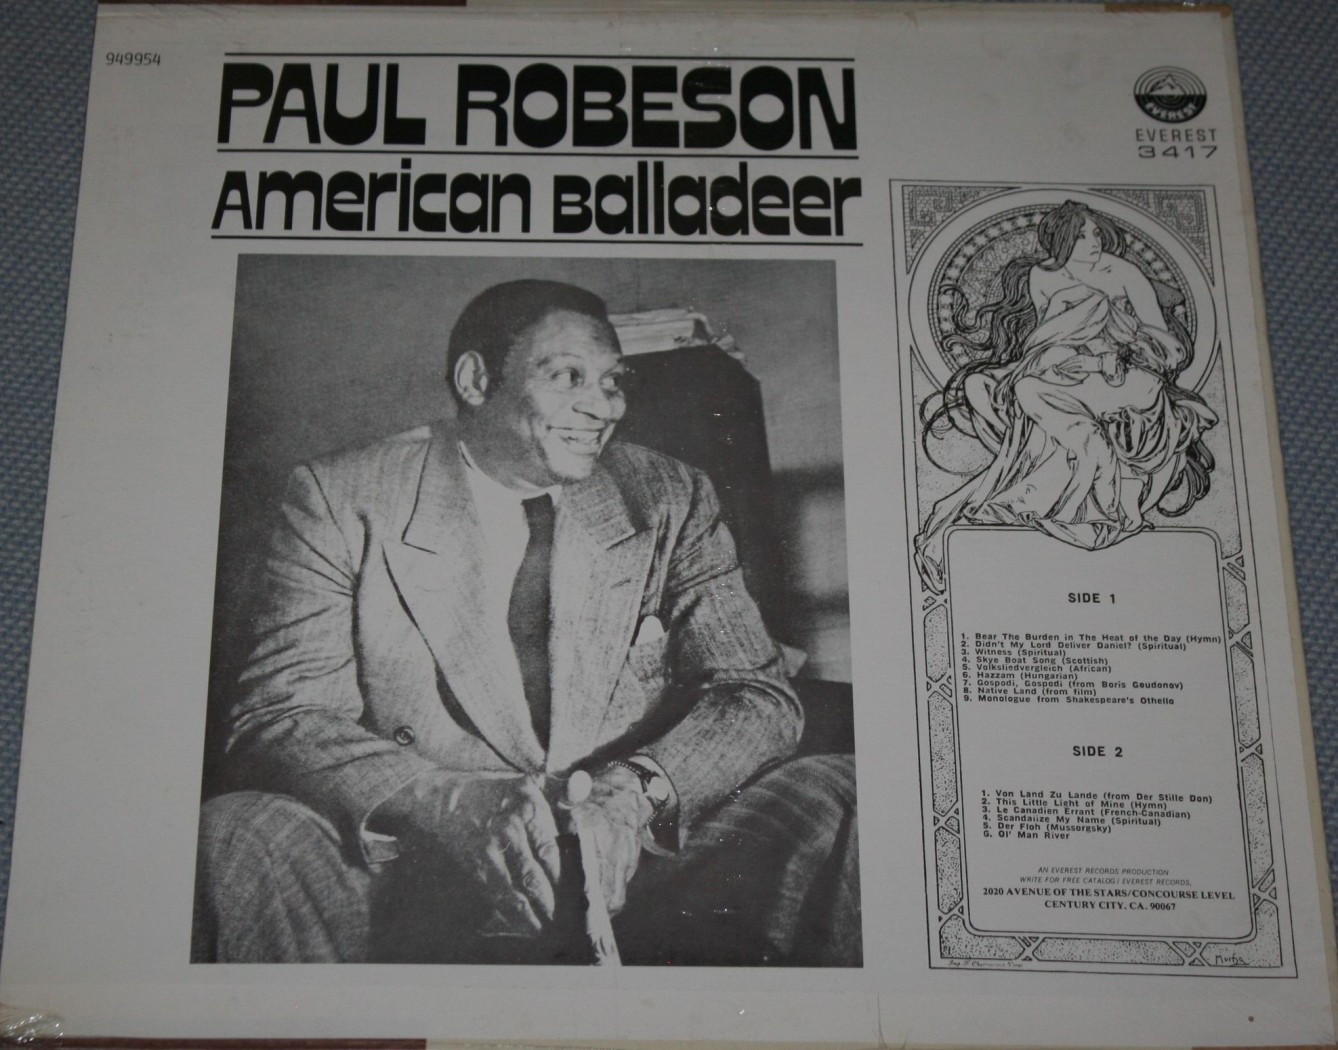 949954
PAUL ROBESON
American Balladeer
EVEREST
EVEREST
3417
SIDE 1
1. Bear The Burden in The Heat of the Day (Hymn)
2. Didn't My Lord Deliver Daniel? (Spiritual)
3. Witness (Spiritual)
4. Skye Boat Song (Scottish)
5. Volksliedvergleich (African)
6. Hazzam (Hungarian)
7. Gospodi, Gospodi (from Boris Goudonov)
8. Native Land (from film)
9. Monologue from Shakespeare's Othello
SIDE 2
1. Von Land Zu Lande (from Der Stille Don)
2. This Little Light of Mine (Hymn)
3. Le Canadien Errant (French-Canadian)
4. Scandalize My Name (Spiritual)
5. Der Floh (Mussorgsky)
6. Ol' Man River
AN EVEREST RECORDS PRODUCTION
WRITE FOR FREE CATALOG / EVEREST RECORDS,
2020 AVENUE OF THE STARS/CONCOURSE LEVEL
CENTURY CITY, CA. 90067
Mucha